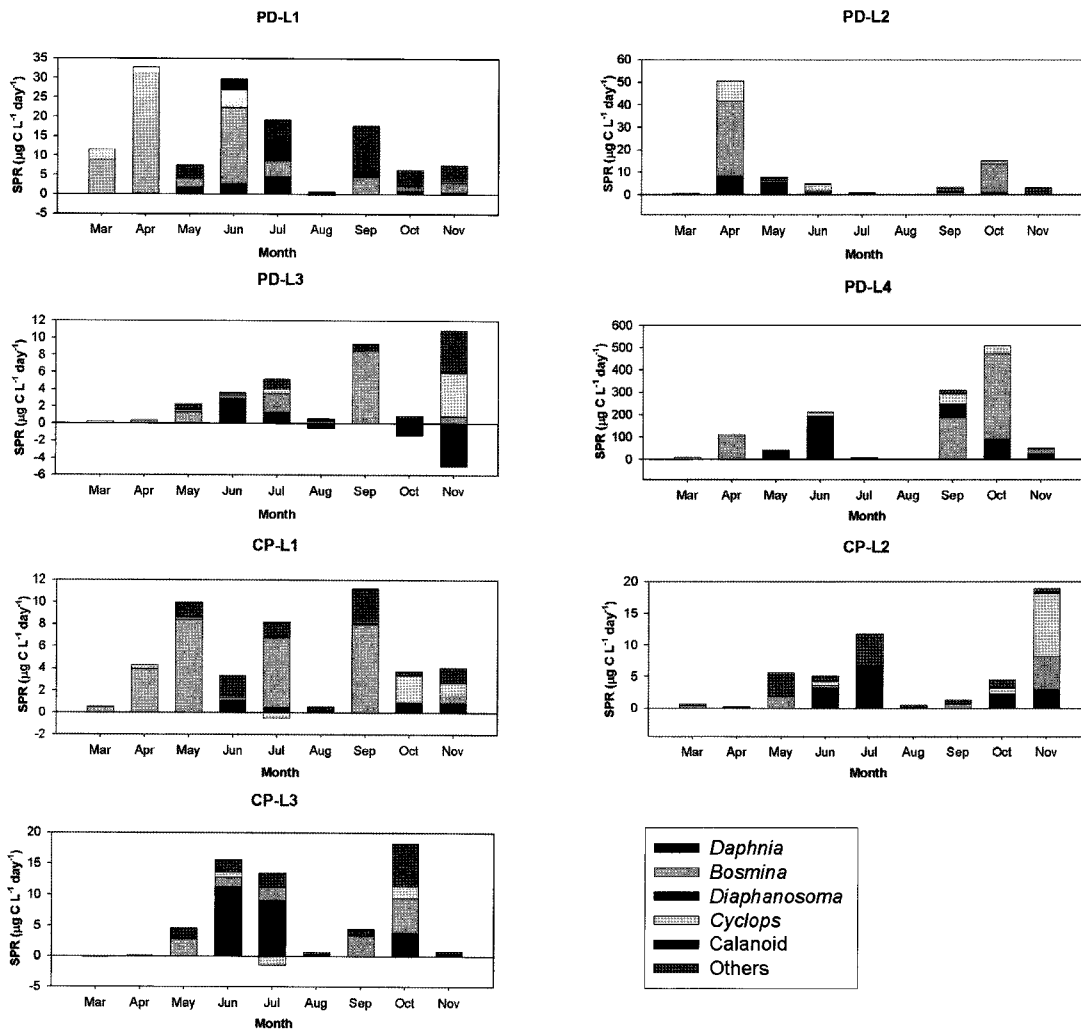 PD-L1
SPR (µg C L⁻¹ day⁻¹)
35
30
25
20
15
10
5
0
-5
Mar Apr May Jun Jul Aug Sep Oct Nov
Month
PD-L2
SPR (µg C L⁻¹ day⁻¹)
60
50
40
30
20
10
0
Mar Apr May Jun Jul Aug Sep Oct Nov
Month
PD-L3
SPR (µg C L⁻¹ day⁻¹)
12
10
8
6
4
2
0
-2
-4
-6
Mar Apr May Jun Jul Aug Sep Oct Nov
Month
PD-L4
SPR (µg C L⁻¹ day⁻¹)
600
500
400
300
200
100
0
Mar Apr May Jun Jul Aug Sep Oct Nov
Month
CP-L1
SPR (µg C L⁻¹ day⁻¹)
12
10
8
6
4
2
0
-2
Mar Apr May Jun Jul Aug Sep Oct Nov
Month
CP-L2
SPR (µg C L⁻¹ day⁻¹)
20
15
10
5
0
Mar Apr May Jun Jul Aug Sep Oct Nov
Month
CP-L3
SPR (µg C L⁻¹ day⁻¹)
20
15
10
5
0
-5
Mar Apr May Jun Jul Aug Sep Oct Nov
Month
Daphnia
Bosmina
Diaphanosoma
Cyclops
Calanoid
Others